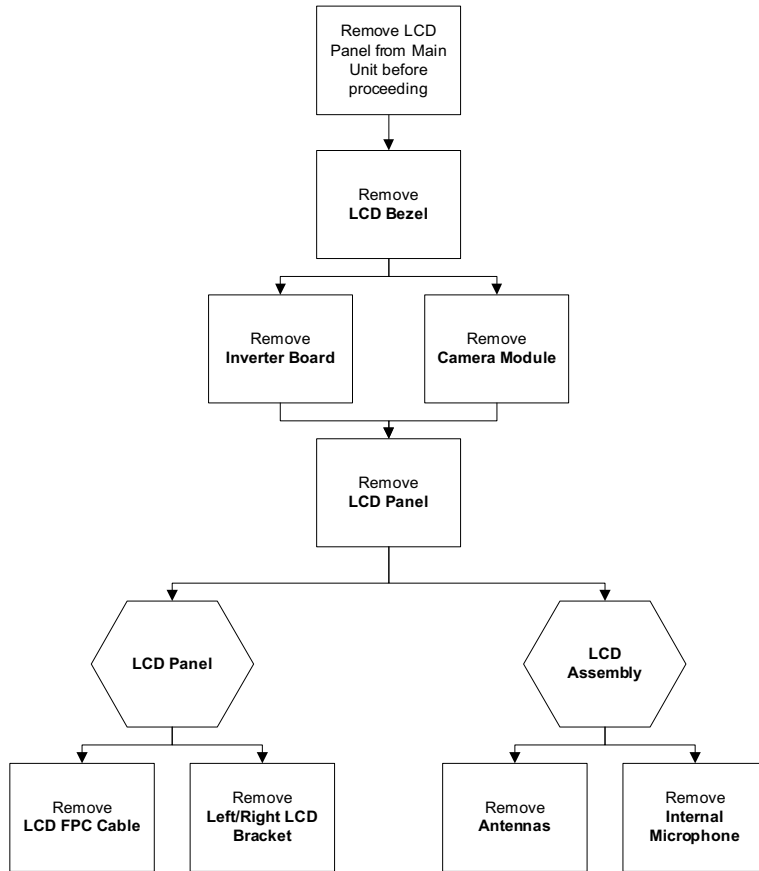 Remove LCD
Panel from Main
Unit before
proceeding
Remove
LCD Bezel
Remove
Inverter Board
Remove
Camera Module
Remove
LCD Panel
LCD Panel
LCD
Assembly
Remove
LCD FPC Cable
Remove
Left/Right LCD
Bracket
Remove
Antennas
Remove
Internal
Microphone